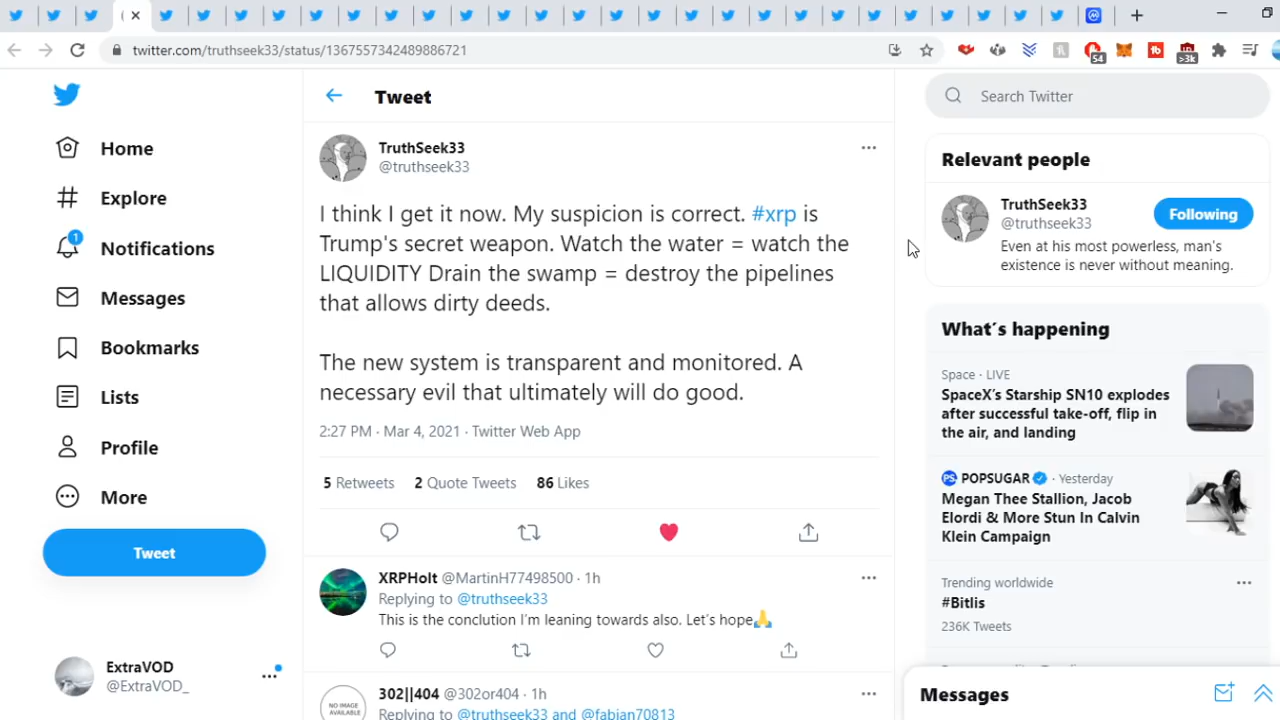 twitter.com/truthseek33/status/1367557342489886721
54
>3k
Home
Explore
1
Notifications
Messages
Bookmarks
Lists
Profile
More
Tweet
ExtraVOD
@ExtraVOD_
Tweet
TruthSeek33
@truthseek33
I think I get it now. My suspicion is correct. #xrp is
Trump's secret weapon. Watch the water = watch the
LIQUIDITY Drain the swamp = destroy the pipelines
that allows dirty deeds.
The new system is transparent and monitored. A
necessary evil that ultimately will do good.
2:27 PM · Mar 4, 2021 · Twitter Web App
5 Retweets 2 Quote Tweets 86 Likes
XRPHolt @MartinH77498500 · 1h
Replying to @truthseek33
This is the conclution I'm leaning towards also. Let's hope🙏
302||404 @302or404 · 1h
Replying to @truthseek33 and @fabian70813
NO IMAGE
AVAILABLE
Search Twitter
Relevant people
TruthSeek33
@truthseek33
Following
Even at his most powerless, man's
existence is never without meaning.
What's happening
Space · LIVE
SpaceX's Starship SN10 explodes
after successful take-off, flip in
the air, and landing
POPSUGAR · Yesterday
Megan Thee Stallion, Jacob
Elordi & More Stun In Calvin
Klein Campaign
Trending worldwide
#Bitlis
236K Tweets
Messages